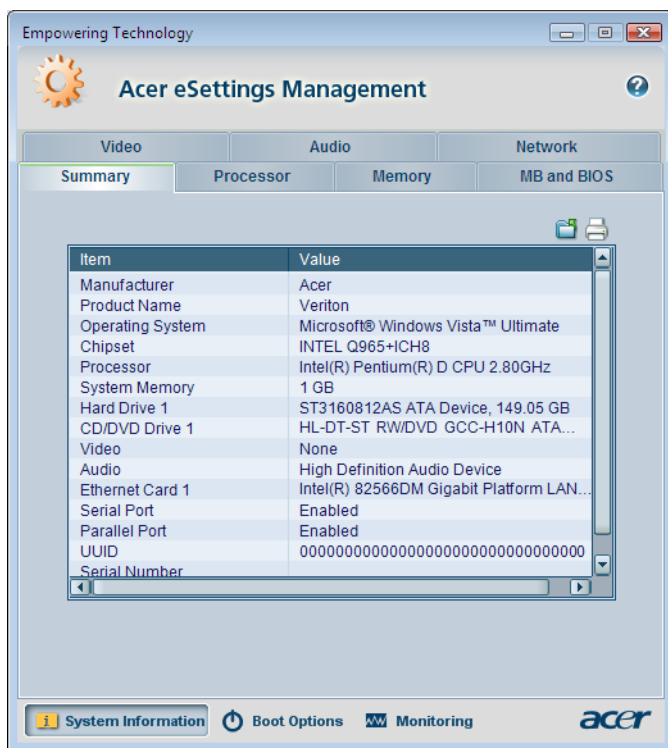 Empowering Technology
Acer eSettings Management
Video Audio Network
Summary Processor Memory MB and BIOS
Item Value
Manufacturer Acer
Product Name Veriton
Operating System Microsoft® Windows Vista™ Ultimate
Chipset INTEL Q965+ICH8
Processor Intel(R) Pentium(R) D CPU 2.80GHz
System Memory 1 GB
Hard Drive 1 ST3160812AS ATA Device, 149.05 GB
CD/DVD Drive 1 HL-DT-ST RW/DVD GCC-H10N ATA...
Video None
Audio High Definition Audio Device
Ethernet Card 1 Intel(R) 82566DM Gigabit Platform LAN...
Serial Port Enabled
Parallel Port Enabled
UUID 00000000000000000000000000000000
Serial Number
System Information Boot Options Monitoring acer